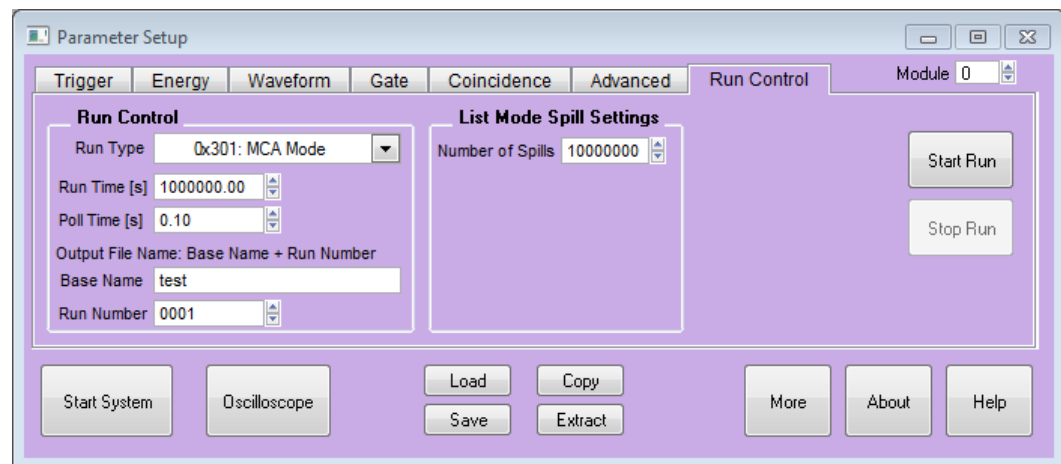 Parameter Setup
Trigger Energy Waveform Gate Coincidence Advanced Run Control Module 0
Run Control
Run Type 0x301: MCA Mode
Run Time [s] 1000000.00
Poll Time [s] 0.10
Output File Name: Base Name + Run Number
Base Name test
Run Number 0001
List Mode Spill Settings
Number of Spills 10000000
Start Run
Stop Run
Start System Oscilloscope Load Copy More About Help
Save Extract